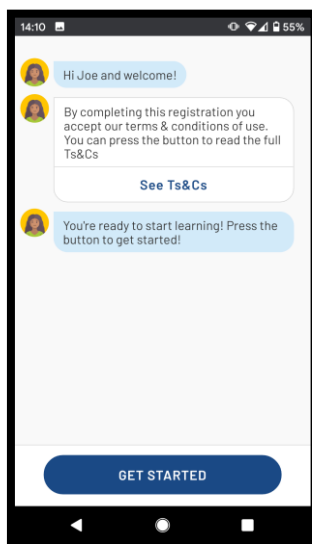 14:10 55%
Hi Joe and welcome!
By completing this registration you
accept our terms & conditions of use.
You can press the button to read the full
Ts&Cs
See Ts&Cs
You're ready to start learning! Press the
button to get started!
GET STARTED